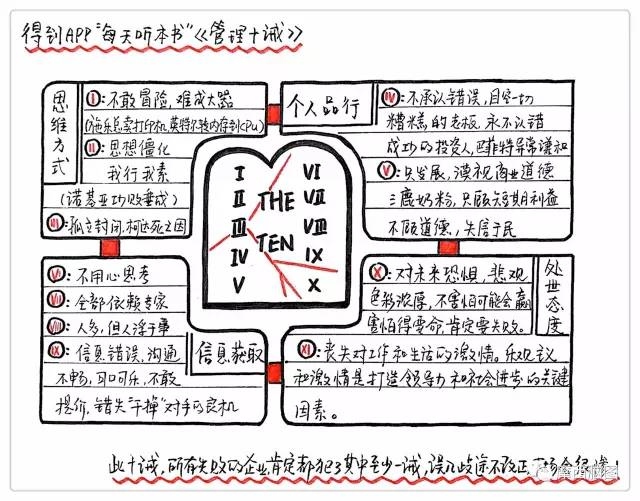 得到APP“每天听本书”《管理十诫》
思维方式
Ⅰ:不敢冒险,难成大器
(施乐总卖打印机,英特尔转内存到CPU)
Ⅱ:思想僵化
我行我素
(诺基亚功败垂成)
Ⅲ:孤立封闭,柯达死之因
个人品行
Ⅳ:不承认错误,目空一切
糟糕的老板,永不认错
成功的投资人,巴菲特异常谦和
Ⅴ:只发展,漠视商业道德
三鹿奶粉,只顾短期利益
不顾道德,失信于民
I
II
III
IV
V
THE
TEN
VI
VII
VIII
IX
X
Ⅵ:不用心思考
Ⅶ:全部依赖专家
Ⅷ:人多,但人浮于事
Ⅸ:信息错误,沟通
不畅,可口可乐,不敢
提价,错失“干掉”对手的良机
信息获取
Ⅹ:对未来恐惧,悲观
色彩浓厚,不害怕可能会赢
害怕得要命,肯定要失败。
处世态度
Ⅺ:丧失对工作和生活的激情。乐观主义
和激情是打造领导力和社会进步的关键
因素。
此十诫,所有失败的企业肯定都犯了其中至少一诫,误入歧途不改正